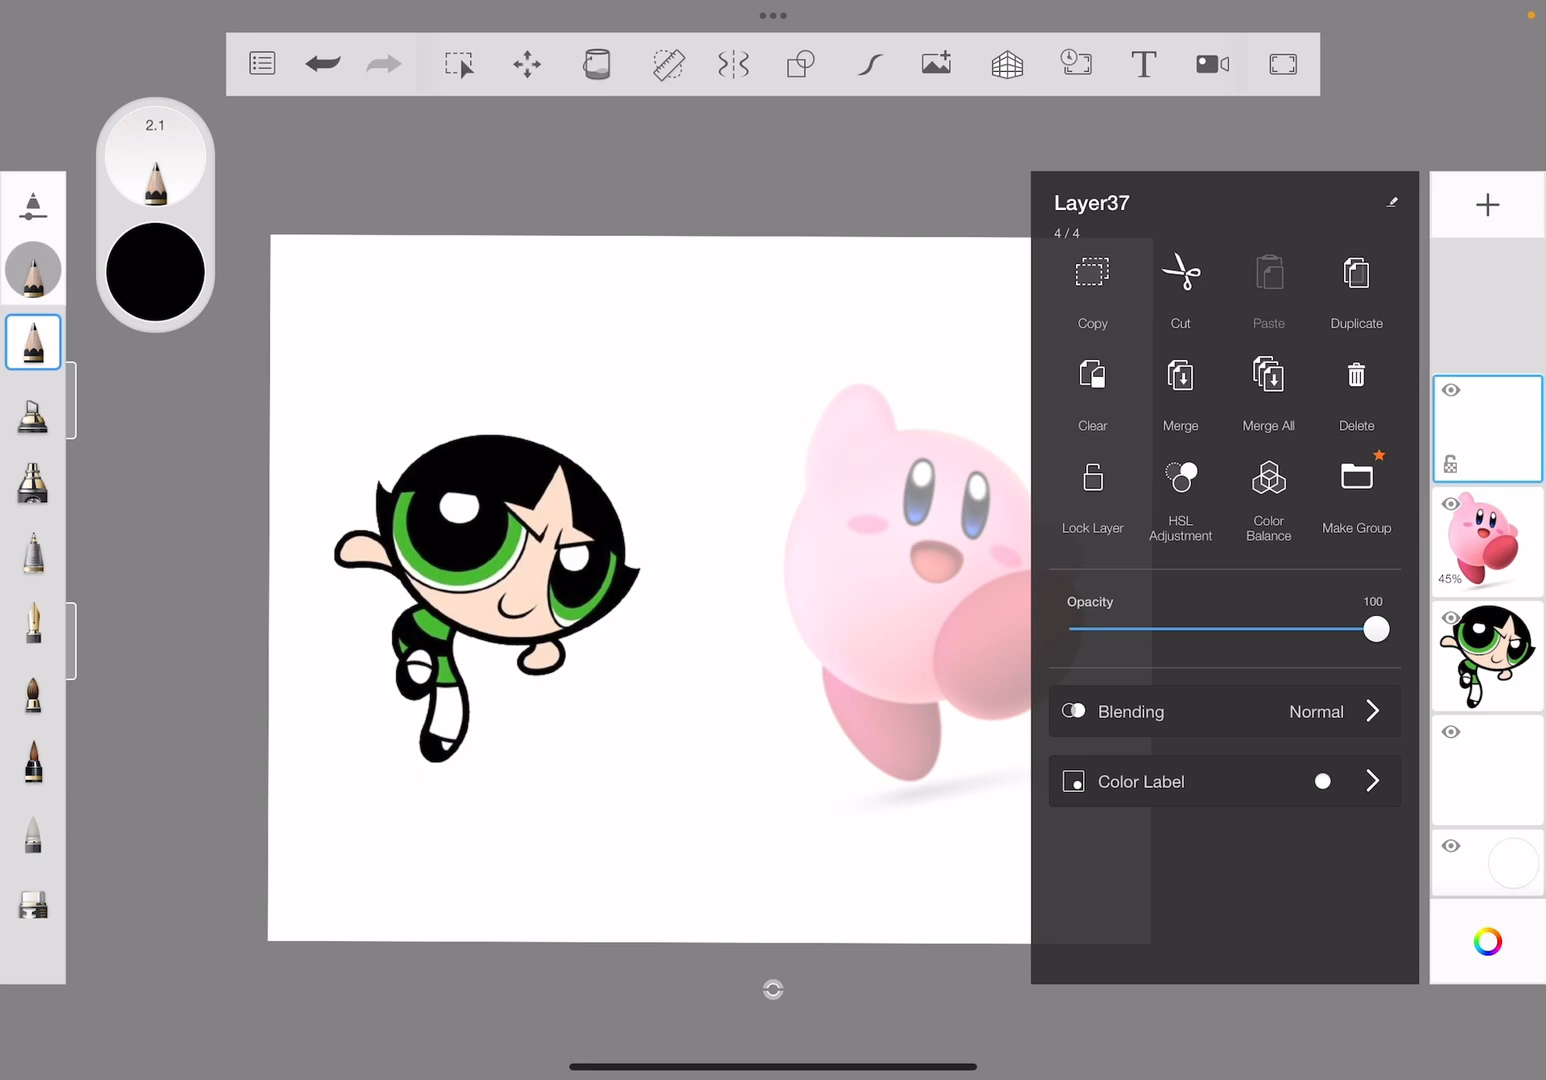 T
2.1
Layer37
4 / 4
Copy
Cut
Paste
Duplicate
Clear
Merge
Merge All
Delete
Lock Layer
HSL
Adjustment
Color
Balance
Make Group
Opacity
100
Blending
Normal
Color Label
45%